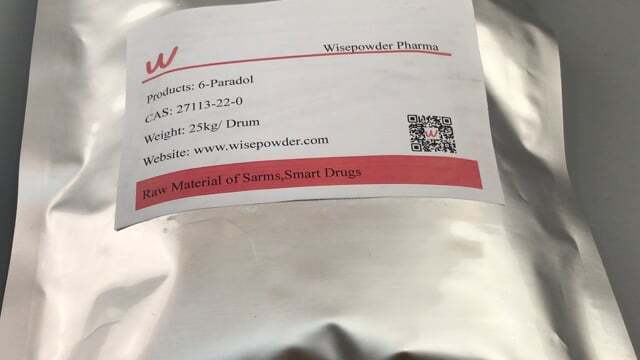 W
Wisepowder Pharma
Products: 6-Paradol
CAS: 27113-22-0
Weight: 25kg/ Drum
Website: www.wisepowder.com
W
Raw Material of Sarms,Smart Drugs